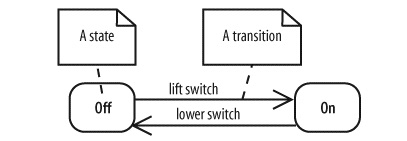 A state
A transition
lift switch
Off
On
lower switch